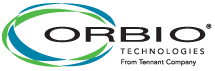 ORBIO®
TECHNOLOGIES
From Tennant Company